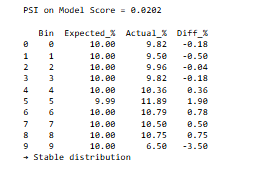 PSI on Model Score = 0.0202
Bin Expected_% Actual_% Diff_%
0 0 10.00 9.82 -0.18
1 1 10.00 9.50 -0.50
2 2 10.00 9.96 -0.04
3 3 10.00 9.82 -0.18
4 4 10.00 10.36 0.36
5 5 9.99 11.89 1.90
6 6 10.00 10.79 0.78
7 7 10.00 10.50 0.50
8 8 10.00 10.75 0.75
9 9 10.00 6.50 -3.50
→ Stable distribution